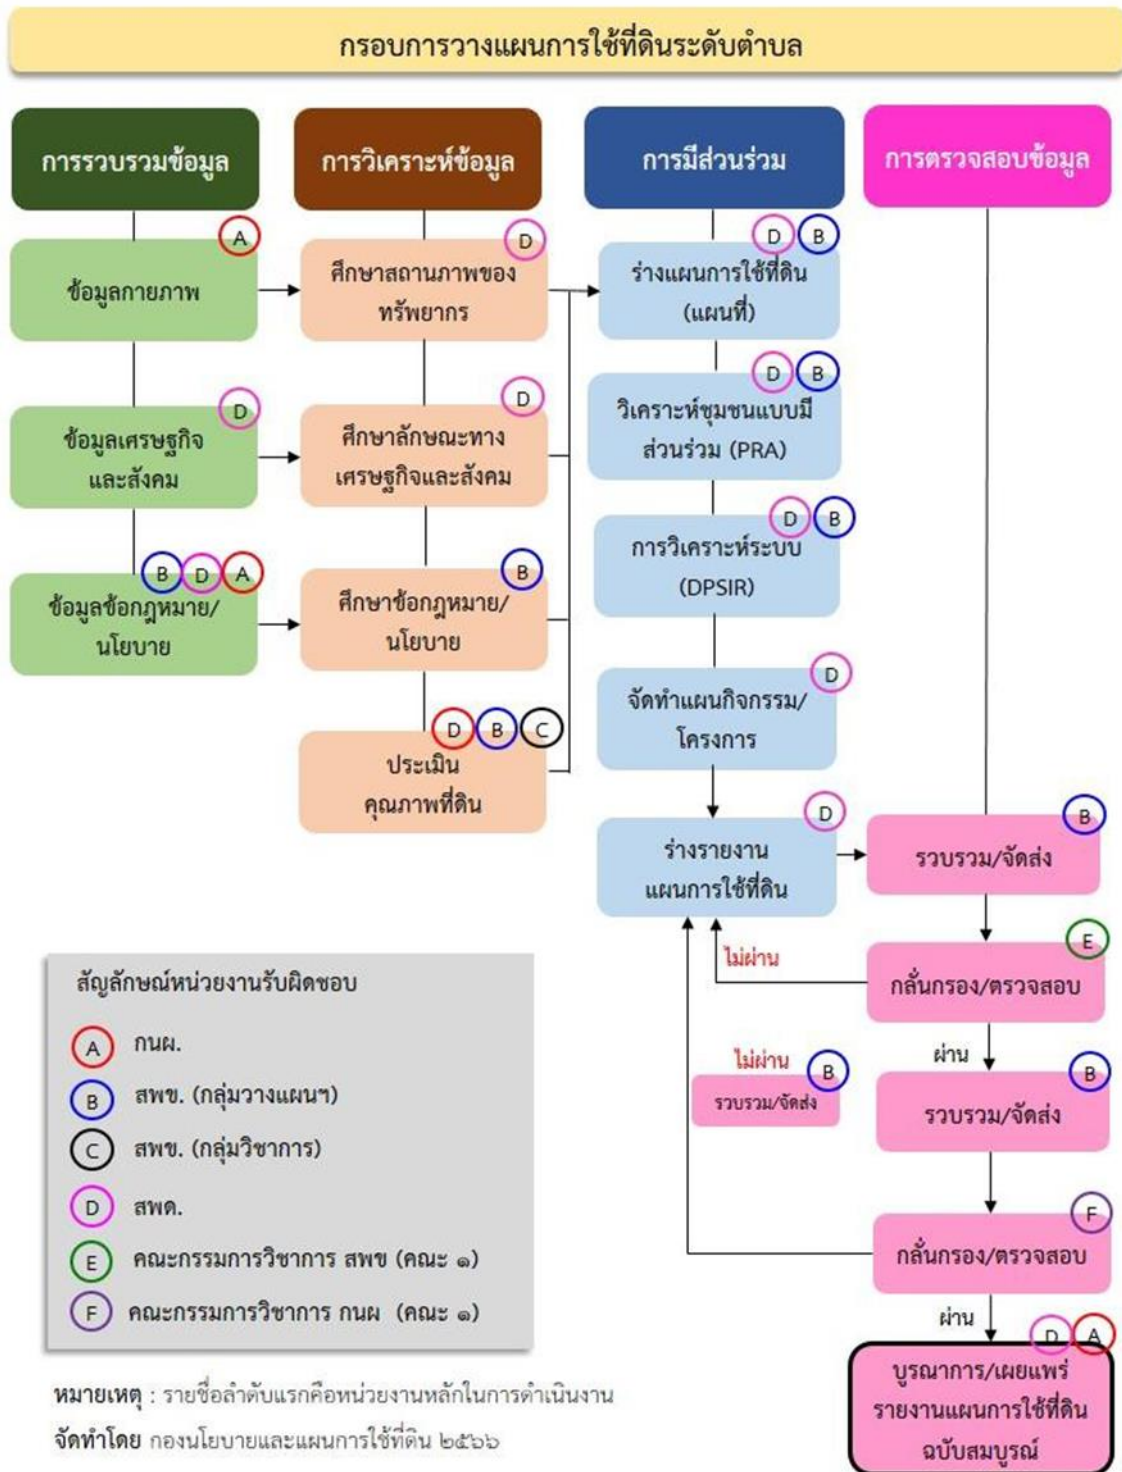 กรอบการวางแผนการใช้ที่ดินระดับตำบล
การรวบรวมข้อมูล
A
ข้อมูลกายภาพ
D
ข้อมูลเศรษฐกิจ
และสังคม
B D A
ข้อมูลข้อกฎหมาย/
นโยบาย
การวิเคราะห์ข้อมูล
D
ศึกษาสถานภาพของ
ทรัพยากร
D
ศึกษาลักษณะทาง
เศรษฐกิจและสังคม
B
ศึกษาข้อกฎหมาย/
นโยบาย
D B C
ประเมิน
คุณภาพที่ดิน
การมีส่วนร่วม
D B
ร่างแผนการใช้ที่ดิน
(แผนที่)
D B
วิเคราะห์ชุมชนแบบมี
ส่วนร่วม (PRA)
D B
การวิเคราะห์ระบบ
(DPSIR)
D
จัดทำแผนกิจกรรม/
โครงการ
D
ร่างรายงาน
แผนการใช้ที่ดิน
การตรวจสอบข้อมูล
B
รวบรวม/จัดส่ง
E
กลั่นกรอง/ตรวจสอบ
ไม่ผ่าน
ผ่าน
B
รวบรวม/จัดส่ง
ไม่ผ่าน
B
รวบรวม/จัดส่ง
F
กลั่นกรอง/ตรวจสอบ
ผ่าน
D A
บูรณาการ/เผยแพร่
รายงานแผนการใช้ที่ดิน
ฉบับสมบูรณ์
สัญลักษณ์หน่วยงานรับผิดชอบ
A กนผ.
B สพข. (กลุ่มวางแผนฯ)
C สพข. (กลุ่มวิชาการ)
D สพด.
E คณะกรรมการวิชาการ สพข (คณะ ๑)
F คณะกรรมการวิชาการ กนผ (คณะ ๑)
หมายเหตุ : รายชื่อลำดับแรกคือหน่วยงานหลักในการดำเนินงาน
จัดทำโดย กองนโยบายและแผนการใช้ที่ดิน ๒๕๖๖